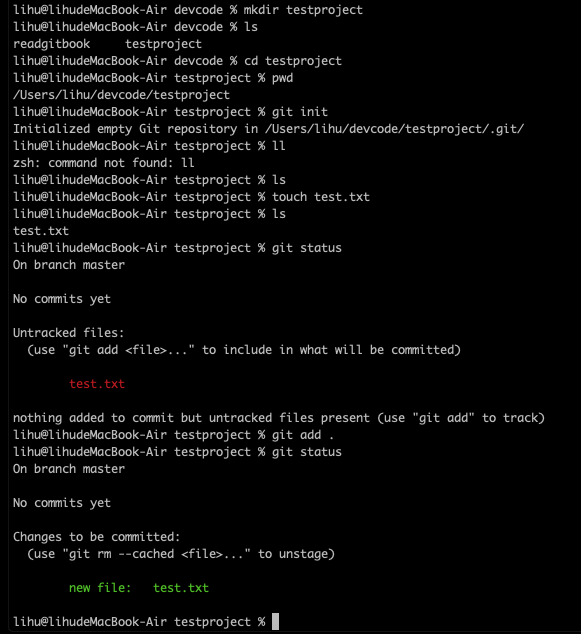 lihu@lihudeMacBook-Air devcode % mkdir testproject
lihu@lihudeMacBook-Air devcode % ls
readgitbook     testproject
lihu@lihudeMacBook-Air devcode % cd testproject
lihu@lihudeMacBook-Air testproject % pwd
/Users/lihu/devcode/testproject
lihu@lihudeMacBook-Air testproject % git init
Initialized empty Git repository in /Users/lihu/devcode/testproject/.git/
lihu@lihudeMacBook-Air testproject % ll
zsh: command not found: ll
lihu@lihudeMacBook-Air testproject % ls
lihu@lihudeMacBook-Air testproject % touch test.txt
lihu@lihudeMacBook-Air testproject % ls
test.txt
lihu@lihudeMacBook-Air testproject % git status
On branch master
No commits yet
Untracked files:
  (use "git add <file>..." to include in what will be committed)
        test.txt
nothing added to commit but untracked files present (use "git add" to track)
lihu@lihudeMacBook-Air testproject % git add .
lihu@lihudeMacBook-Air testproject % git status
On branch master
No commits yet
Changes to be committed:
  (use "git rm --cached <file>..." to unstage)
        new file:   test.txt
lihu@lihudeMacBook-Air testproject %